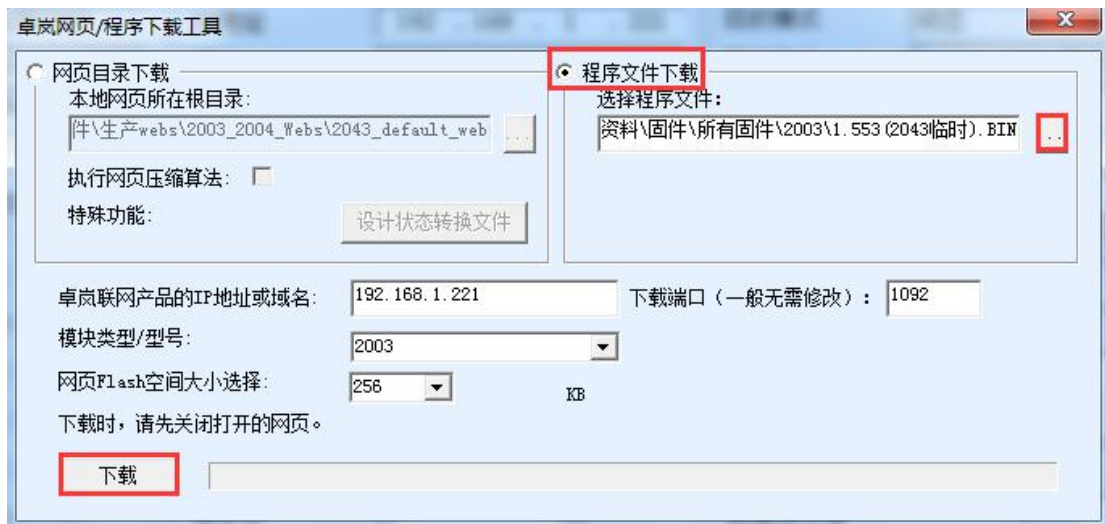 卓岚网页/程序下载工具
网页目录下载
本地网页所在根目录:
件\生产webs\2003_2004_Webs\2043_default_web
...
执行网页压缩算法:
特殊功能:
设计状态转换文件
程序文件下载
选择程序文件:
资料\固件\所有固件\2003\1.553(2043临时).BIN
..
卓岚联网产品的IP地址或域名:
192.168.1.221
下载端口（一般无需修改）:
1092
模块类型/型号:
2003
网页Flash空间大小选择:
256
KB
下载时，请先关闭打开的网页。
下载